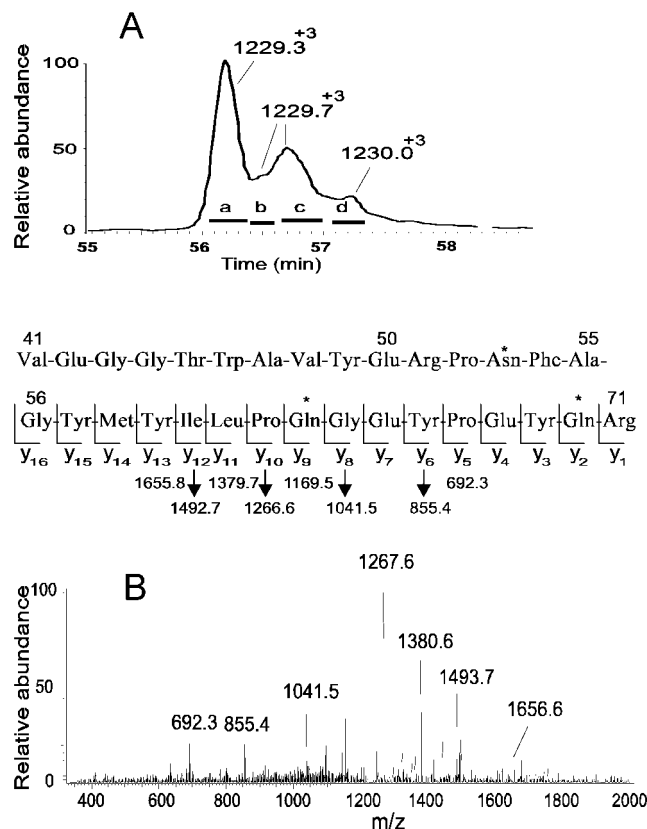 A
Relative abundance
100
50
0
1229.3+3
1229.7+3
1230.0+3
a b c d
55 56 57 58
Time (min)
41 50 55
Val-Glu-Gly-Gly-Thr-Trp-Ala-Val-Tyr-Glu-Arg-Pro-Asn*-Phe-Ala-
56 * * 71
Gly Tyr Met Tyr Ile Leu Pro Gln Gly Glu Tyr Pro Glu Tyr Gln Arg
y16 y15 y14 y13 y12 y11 y10 y9 y8 y7 y6 y5 y4 y3 y2 y1
1655.8 1379.7 1169.5 692.3
1492.7 1266.6 1041.5 855.4
B
Relative abundance
100
50
0
1267.6
1380.6
1493.7
1656.6
1041.5
855.4
692.3
400 600 800 1000 1200 1400 1600 1800 2000
m/z